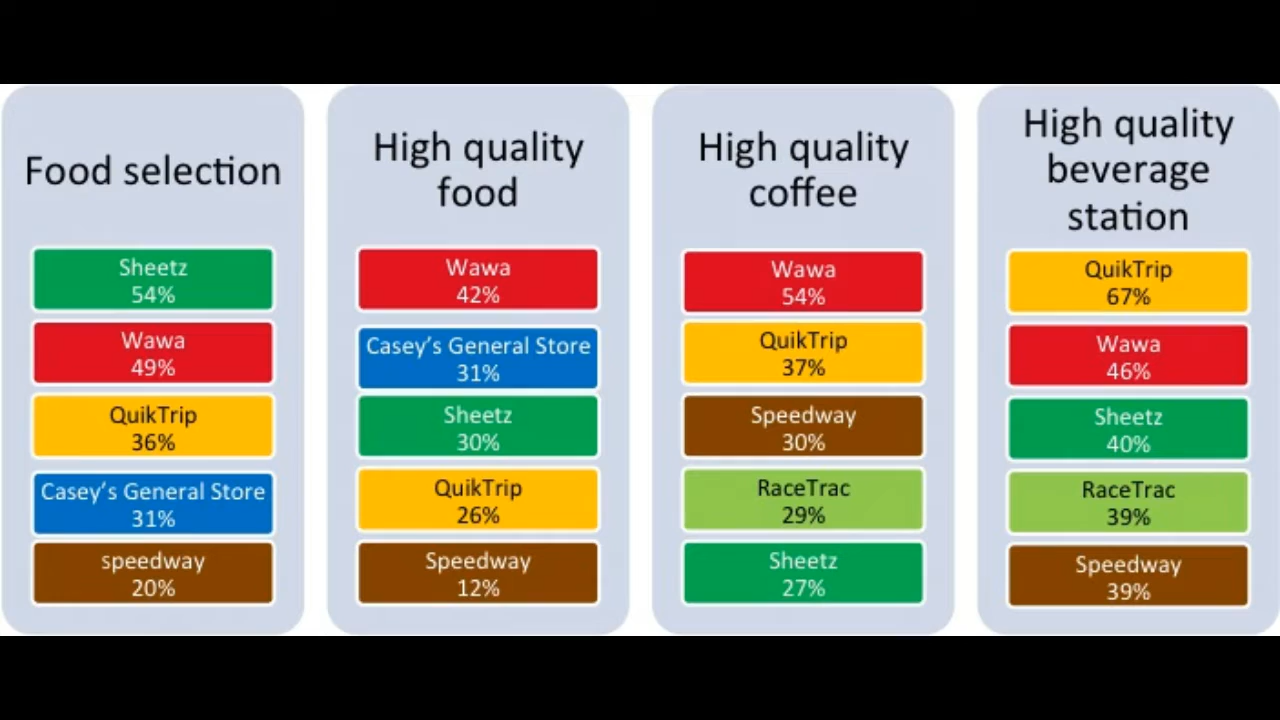 Food selection
Sheetz
54%
Wawa
49%
QuikTrip
36%
Casey’s General Store
31%
speedway
20%
High quality
food
Wawa
42%
Casey’s General Store
31%
Sheetz
30%
QuikTrip
26%
Speedway
12%
High quality
coffee
Wawa
54%
QuikTrip
37%
Speedway
30%
RaceTrac
29%
Sheetz
27%
High quality
beverage
station
QuikTrip
67%
Wawa
46%
Sheetz
40%
RaceTrac
39%
Speedway
39%